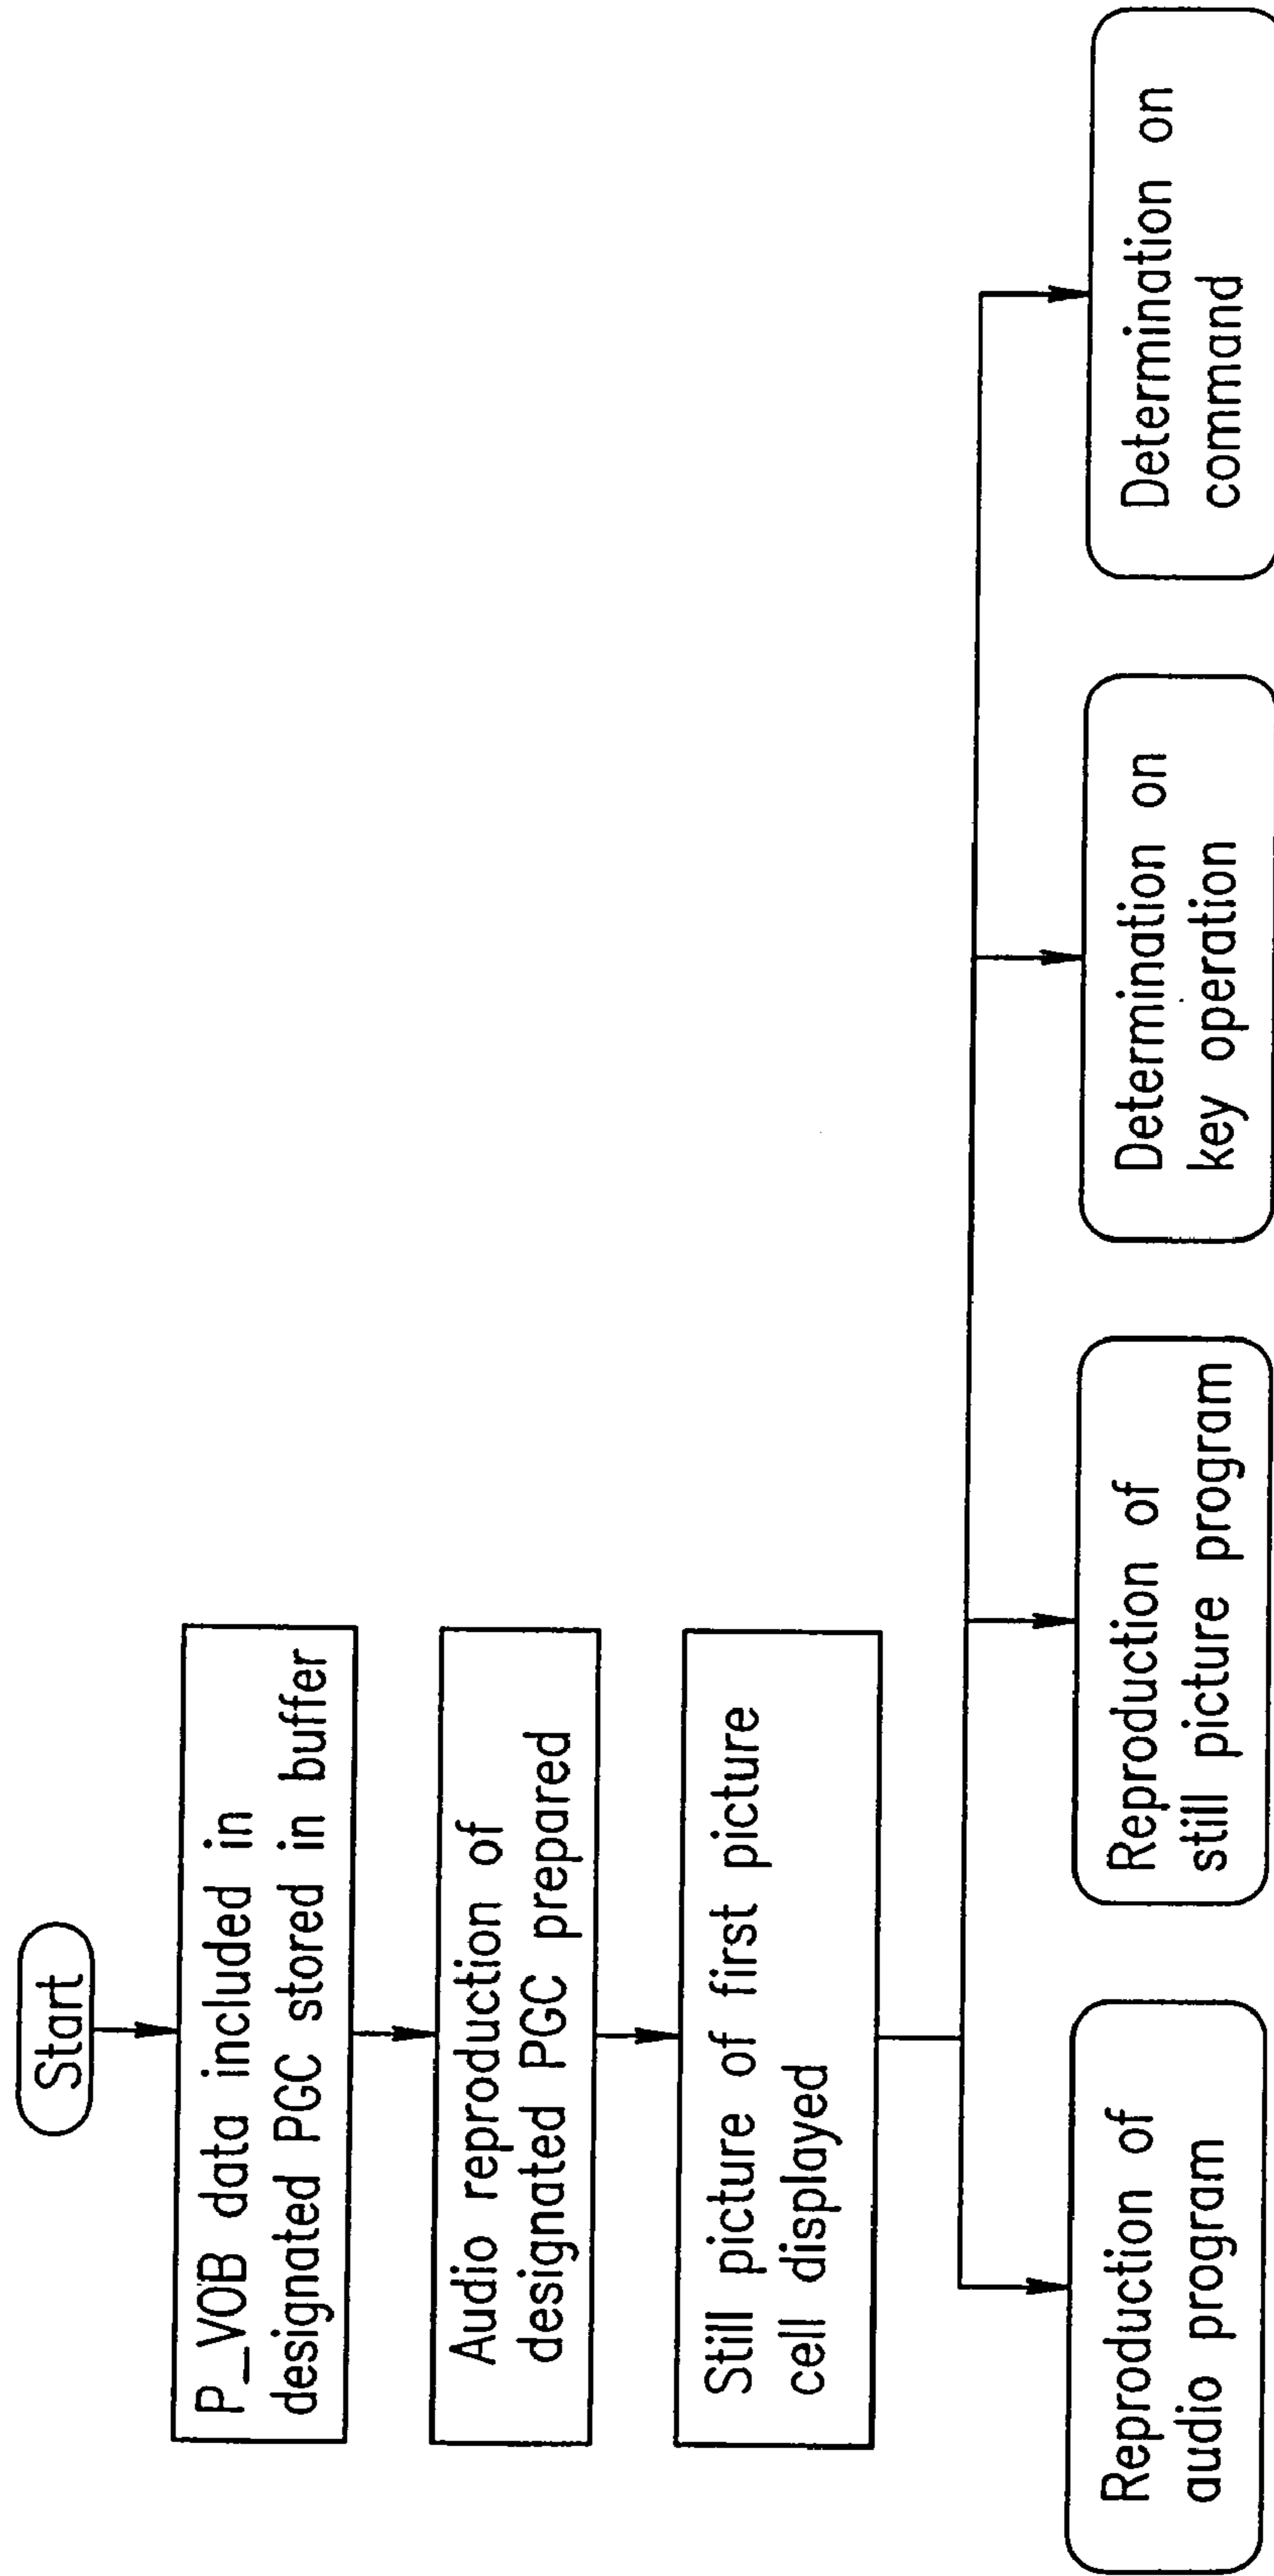 Start
P_VOB data included in
designated PGC stored in buffer
Audio reproduction of
designated PGC prepared
Still picture of first picture
cell displayed
Reproduction of
audio program
Reproduction of
still picture program
Determination on
key operation
Determination on
command